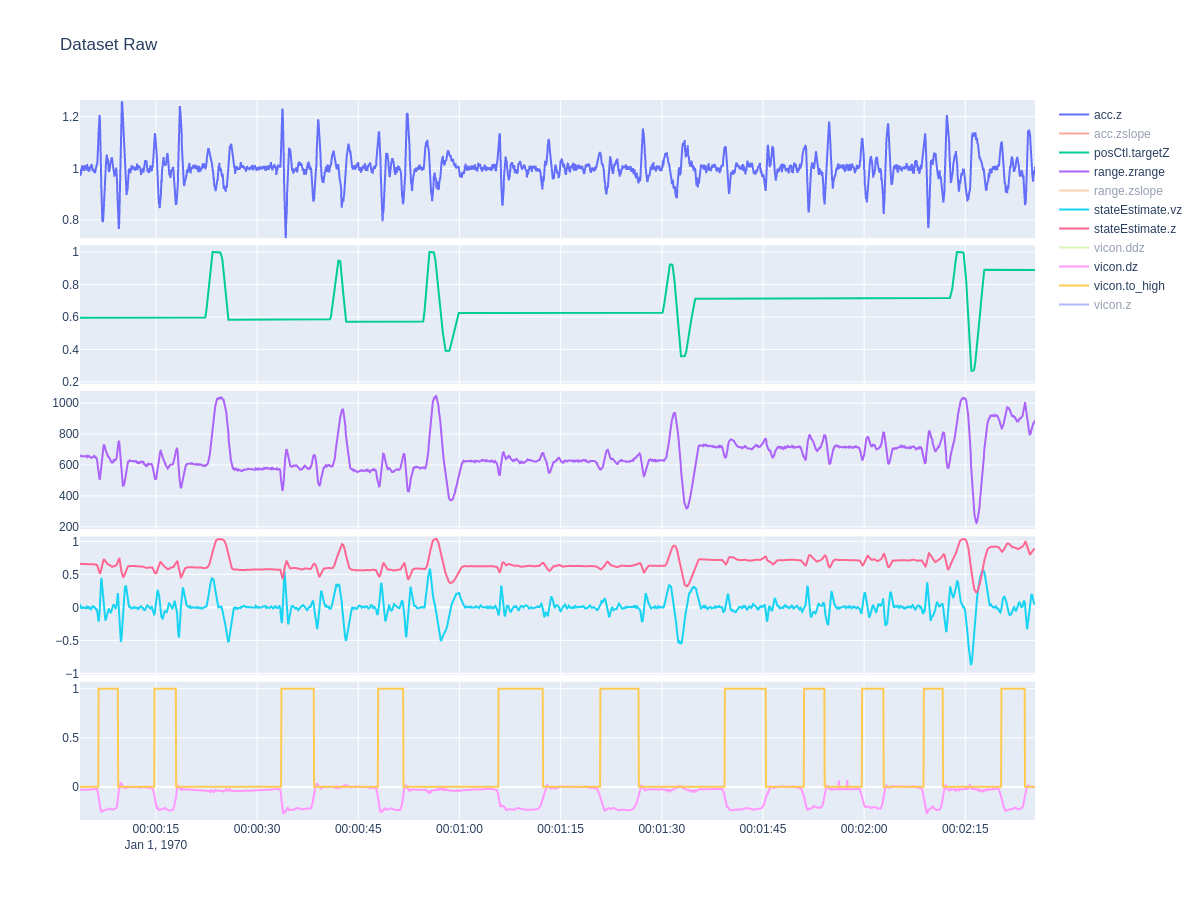 Dataset Raw
1.2
1
0.8
1
0.8
0.6
0.4
0.2
1000
800
600
400
200
1
0.5
0
−0.5
−1
1
0.5
0
00:00:15
Jan 1, 1970
00:00:30
00:00:45
00:01:00
00:01:15
00:01:30
00:01:45
00:02:00
00:02:15
acc.z
acc.zslope
posCtl.targetZ
range.zrange
range.zslope
stateEstimate.vz
stateEstimate.z
vicon.ddz
vicon.dz
vicon.to_high
vicon.z